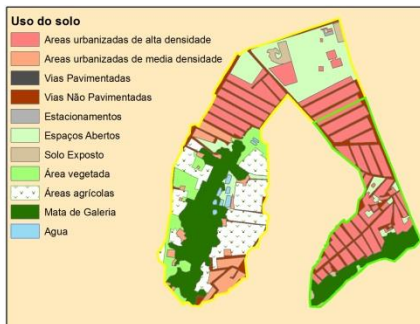 Uso do solo
Areas urbanizadas de alta densidade
Areas urbanizadas de media densidade
Vias Pavimentadas
Vias Não Pavimentadas
Estacionamentos
Espaços Abertos
Solo Exposto
Área vegetada
Áreas agrícolas
Mata de Galeria
Agua